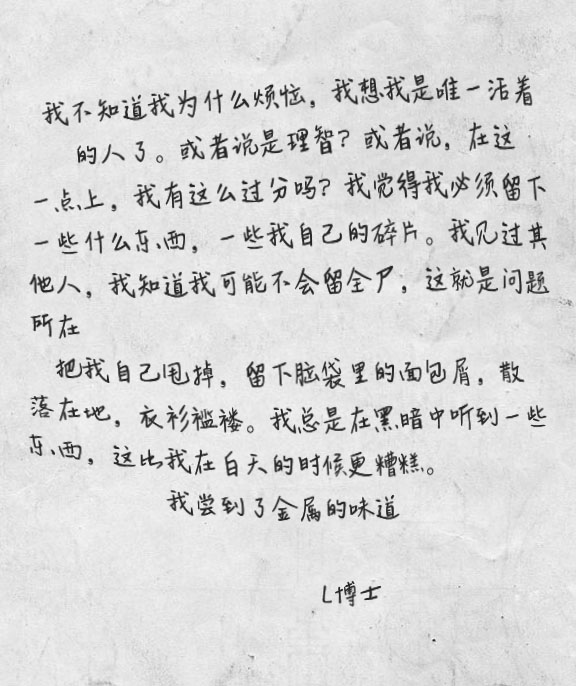 我不知道我为什么烦恼，我想我是唯一活着
的人了。或者说是理智？或者说，在这
一点上，我有这么过分吗？我觉得我必须留下
一些什么东西，一些我自己的碎片。我见过其
他人，我知道我可能不会留全尸，这就是问题
所在
把我自己甩掉，留下脑袋里的面包屑，散
落在地，衣衫褴褛。我总是在黑暗中听到一些
东西，这比我在白天的时候更糟糕。
我尝到了金属的味道
L博士